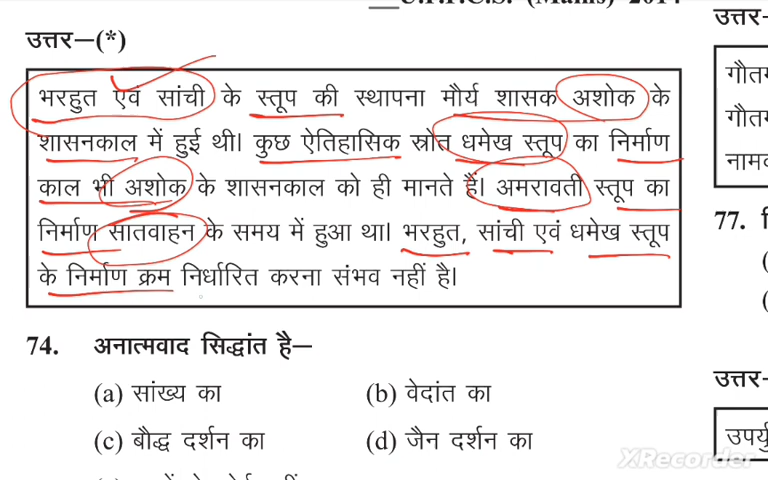 U.P.P.C.S. (Mains) 2014
उत्तर–(*)
भरहुत एवं सांची के स्तूप की स्थापना मौर्य शासक अशोक के
शासनकाल में हुई थी। कुछ ऐतिहासिक स्रोत धमेख स्तूप का निर्माण
काल भी अशोक के शासनकाल को ही मानते हैं। अमरावती स्तूप का
निर्माण सातवाहन के समय में हुआ था। भरहुत, सांची एवं धमेख स्तूप
के निर्माण क्रम निर्धारित करना संभव नहीं है।
74. अनात्मवाद सिद्धांत है–
(a) सांख्य का (b) वेदांत का
(c) बौद्ध दर्शन का (d) जैन दर्शन का
उत्तर–
गौतम
गौतम
77.
उत्तर–
XRecorder